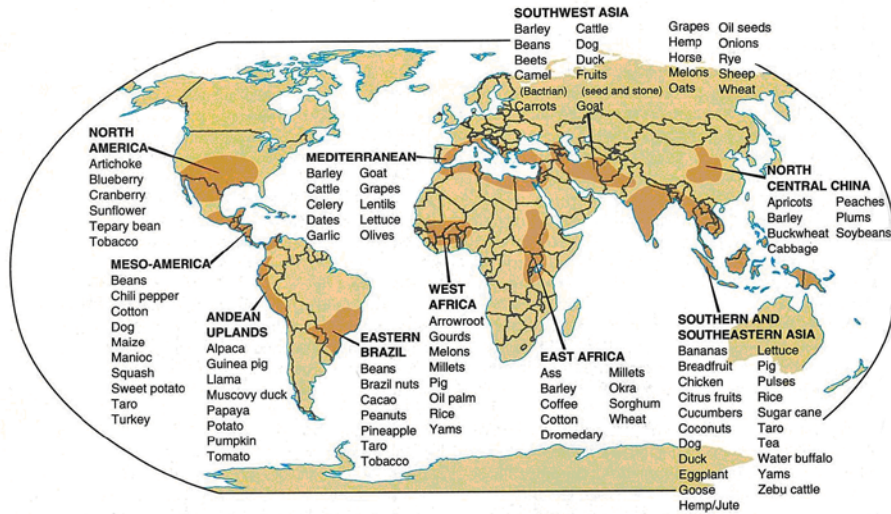 SOUTHWEST ASIA
Barley Cattle Grapes Oil seeds
Beans Dog Hemp Onions
Beets Duck Horse Rye
Camel Fruits Melons Sheep
(Bactrian) (seed and stone) Oats Wheat
Carrots Goat
NORTH
AMERICA
Artichoke
Blueberry
Cranberry
Sunflower
Tepary bean
Tobacco
MEDITERRANEAN
Barley Goat
Cattle Grapes
Celery Lentils
Dates Lettuce
Garlic Olives
NORTH
CENTRAL CHINA
Apricots Peaches
Barley Plums
Buckwheat Soybeans
Cabbage
MESO-AMERICA
Beans
Chili pepper
Cotton
Dog
Maize
Manioc
Squash
Sweet potato
Taro
Turkey
ANDEAN
UPLANDS
Alpaca
Guinea pig
Llama
Muscovy duck
Papaya
Potato
Pumpkin
Tomato
EASTERN
BRAZIL
Beans
Brazil nuts
Cacao
Peanuts
Pineapple
Taro
Tobacco
WEST
AFRICA
Arrowroot
Gourds
Melons
Millets
Pig
Oil palm
Rice
Yams
EAST AFRICA
Ass Millets
Barley Okra
Coffee Sorghum
Cotton Wheat
Dromedary
SOUTHERN AND
SOUTHEASTERN ASIA
Bananas Lettuce
Breadfruit Pig
Chicken Pulses
Citrus fruits Rice
Cucumbers Sugar cane
Coconuts Taro
Dog Tea
Duck Water buffalo
Eggplant Yams
Goose Zebu cattle
Hemp/Jute